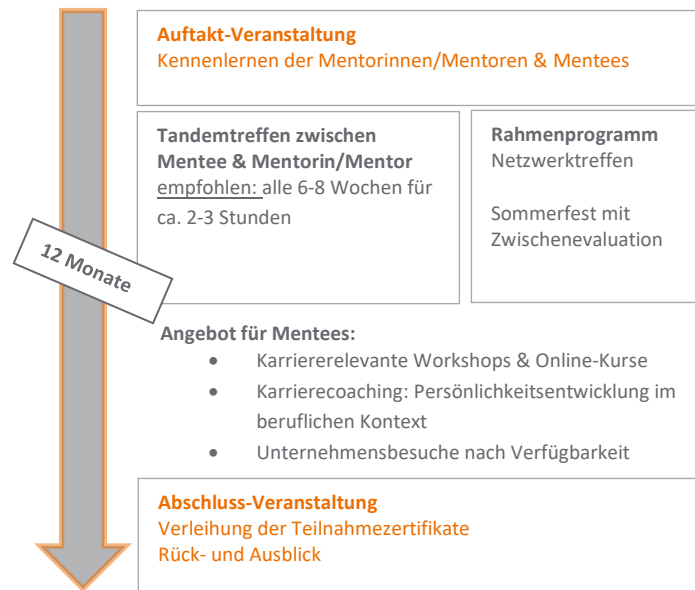 Auftakt-Veranstaltung
Kennenlernen der Mentorinnen/Mentoren & Mentees
Tandemtreffen zwischen
Mentee & Mentorin/Mentor
empfohlen: alle 6-8 Wochen für
ca. 2-3 Stunden
Rahmenprogramm
Netzwerktreffen
Sommerfest mit
Zwischenevaluation
12 Monate
Angebot für Mentees:
• Karriererelevante Workshops & Online-Kurse
• Karrierecoaching: Persönlichkeitsentwicklung im
beruflichen Kontext
• Unternehmensbesuche nach Verfügbarkeit
Abschluss-Veranstaltung
Verleihung der Teilnahmezertifikate
Rück- und Ausblick